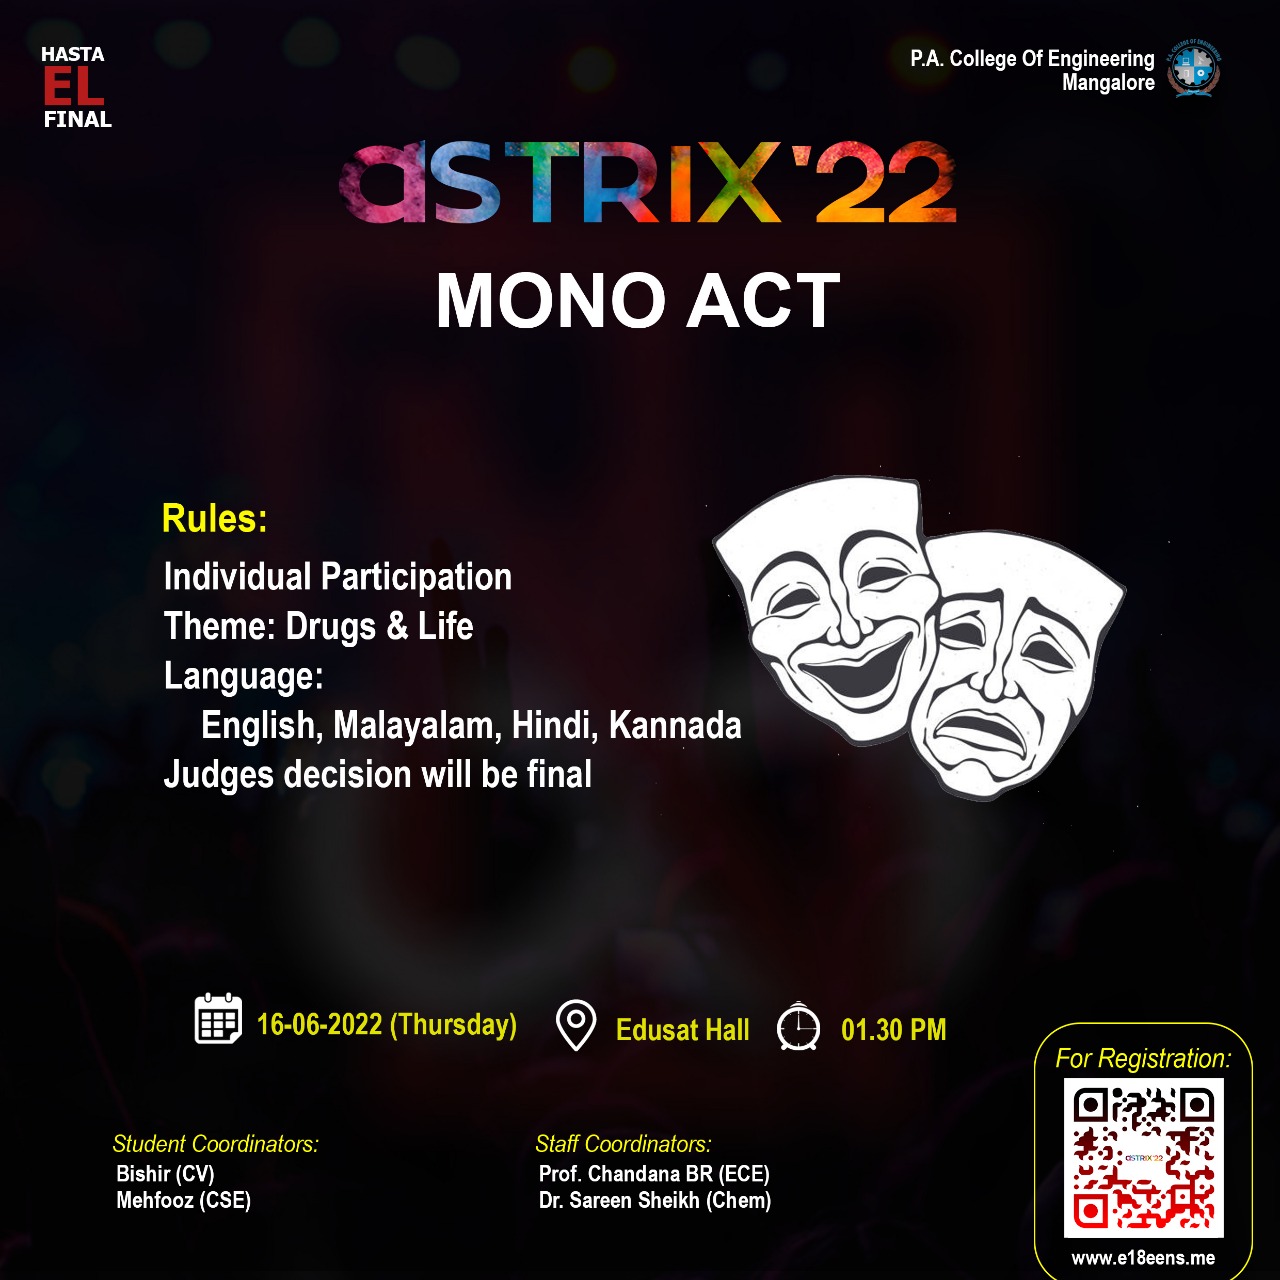 HASTA
EL
FINAL
P.A. College Of Engineering
Mangalore
aSTRIX'22
MONO ACT
Rules:
Individual Participation
Theme: Drugs & Life
Language:
English, Malayalam, Hindi, Kannada
Judges decision will be final
16-06-2022 (Thursday)
Edusat Hall
01.30 PM
For Registration:
aSTRIX'22
www.e18eens.me
Student Coordinators:
Bishir (CV)
Mehfooz (CSE)
Staff Coordinators:
Prof. Chandana BR (ECE)
Dr. Sareen Sheikh (Chem)